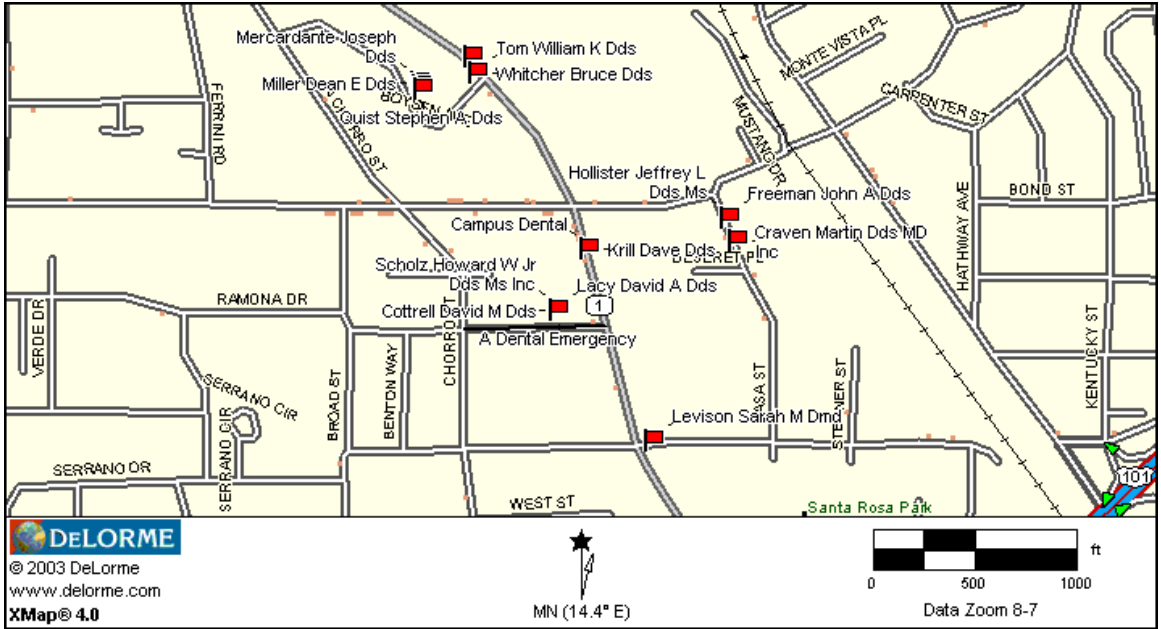 Mercardante Joseph
Dds
Tom William K Dds
Whitcher Bruce Dds
Miller Dean E Dds
Quist Stephen A Dds
FERRINI RD
CHORRO ST
MUSTANG DR
MONTE VISTA PL
CARPENTER ST
Hollister Jeffrey L
Dds Ms
Freeman John A Dds
BOND ST
HATHWAY AVE
Campus Dental
Krill Dave Dds
Craven Martin Dds MD
Inc
Scholz Howard W Jr
Dds Ms Inc
Lacy David A Dds
Cottrell David M Dds
1
RAMONA DR
VERDE DR
A Dental Emergency
SERRANO CIR
SERRANO CIR
BROAD ST
BENTON WAY
KENTUCKY ST
Levison Sarah M Dmd
SERRANO DR
WEST ST
Santa Rosa Park
101
DELORME
© 2003 DeLorme
www.delorme.com
XMap® 4.0
MN (14.4° E)
ft
0 500 1000
Data Zoom 8-7